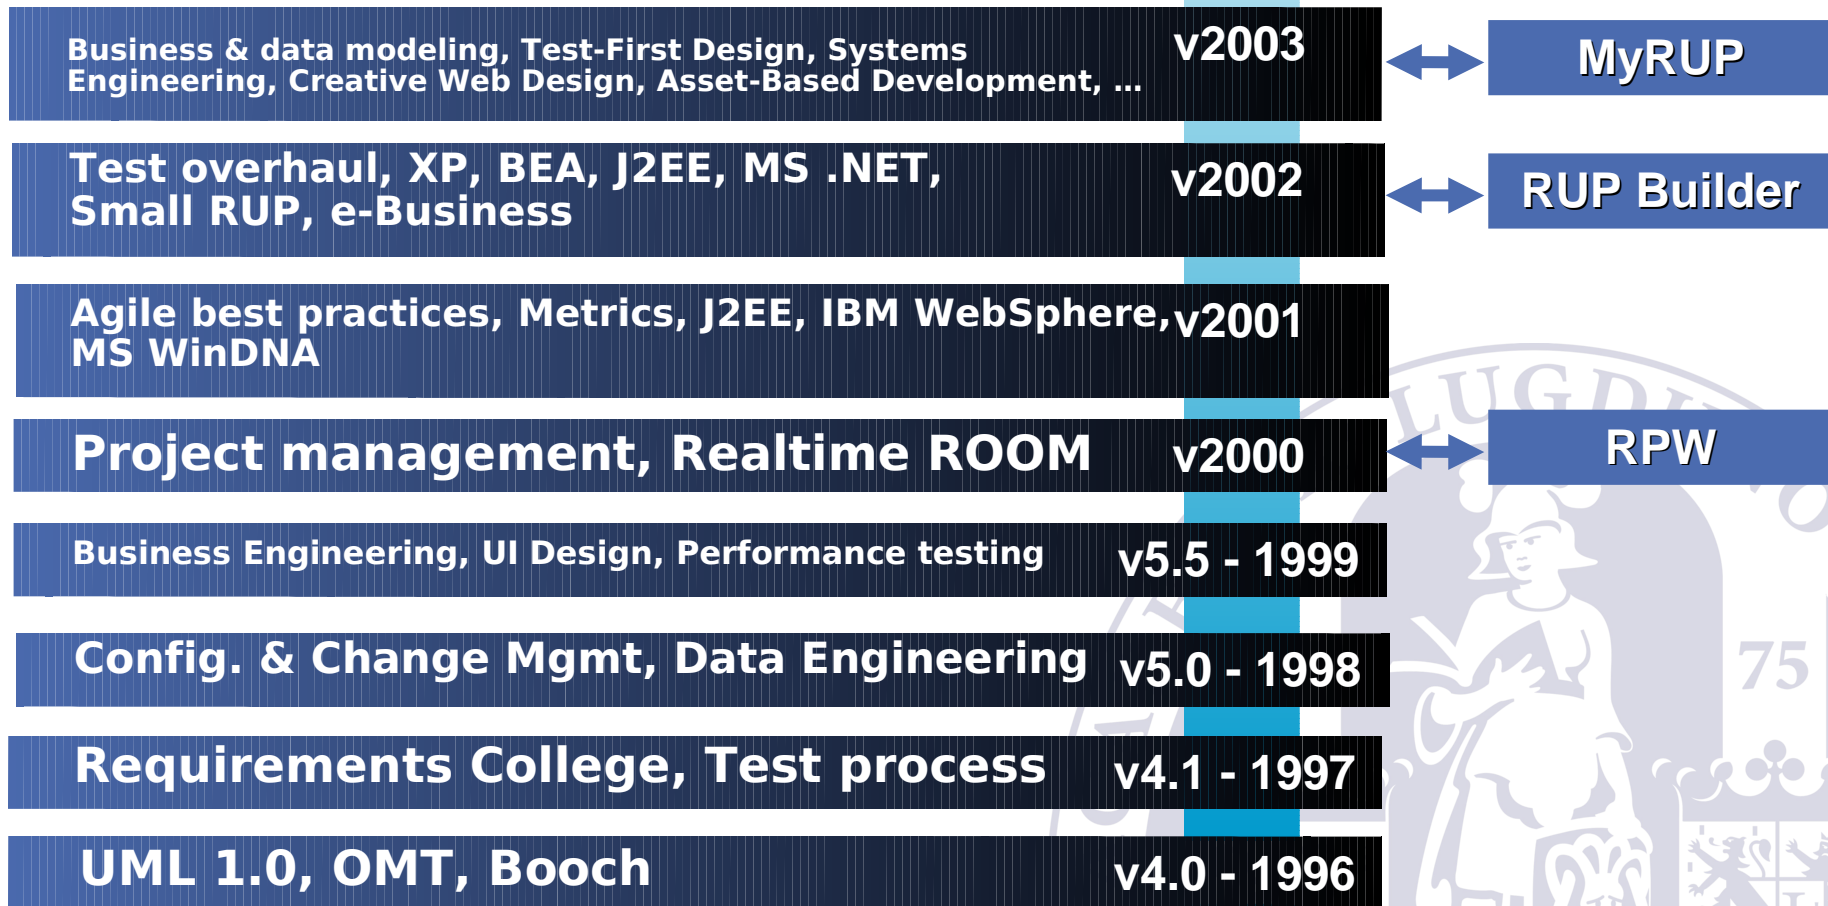 Business & data modeling, Test-First Design, Systems
Engineering, Creative Web Design, Asset-Based Development, ...
v2003
MyRUP
Test overhaul, XP, BEA, J2EE, MS .NET,
Small RUP, e-Business
v2002
RUP Builder
Agile best practices, Metrics, J2EE, IBM WebSphere,
MS WinDNA
v2001
LUGD
Project management, Realtime ROOM
v2000
RPW
Business Engineering, UI Design, Performance testing
v5.5 - 1999
Config. & Change Mgmt, Data Engineering
v5.0 - 1998
75
Requirements College, Test process
v4.1 - 1997
UML 1.0, OMT, Booch
v4.0 - 1996